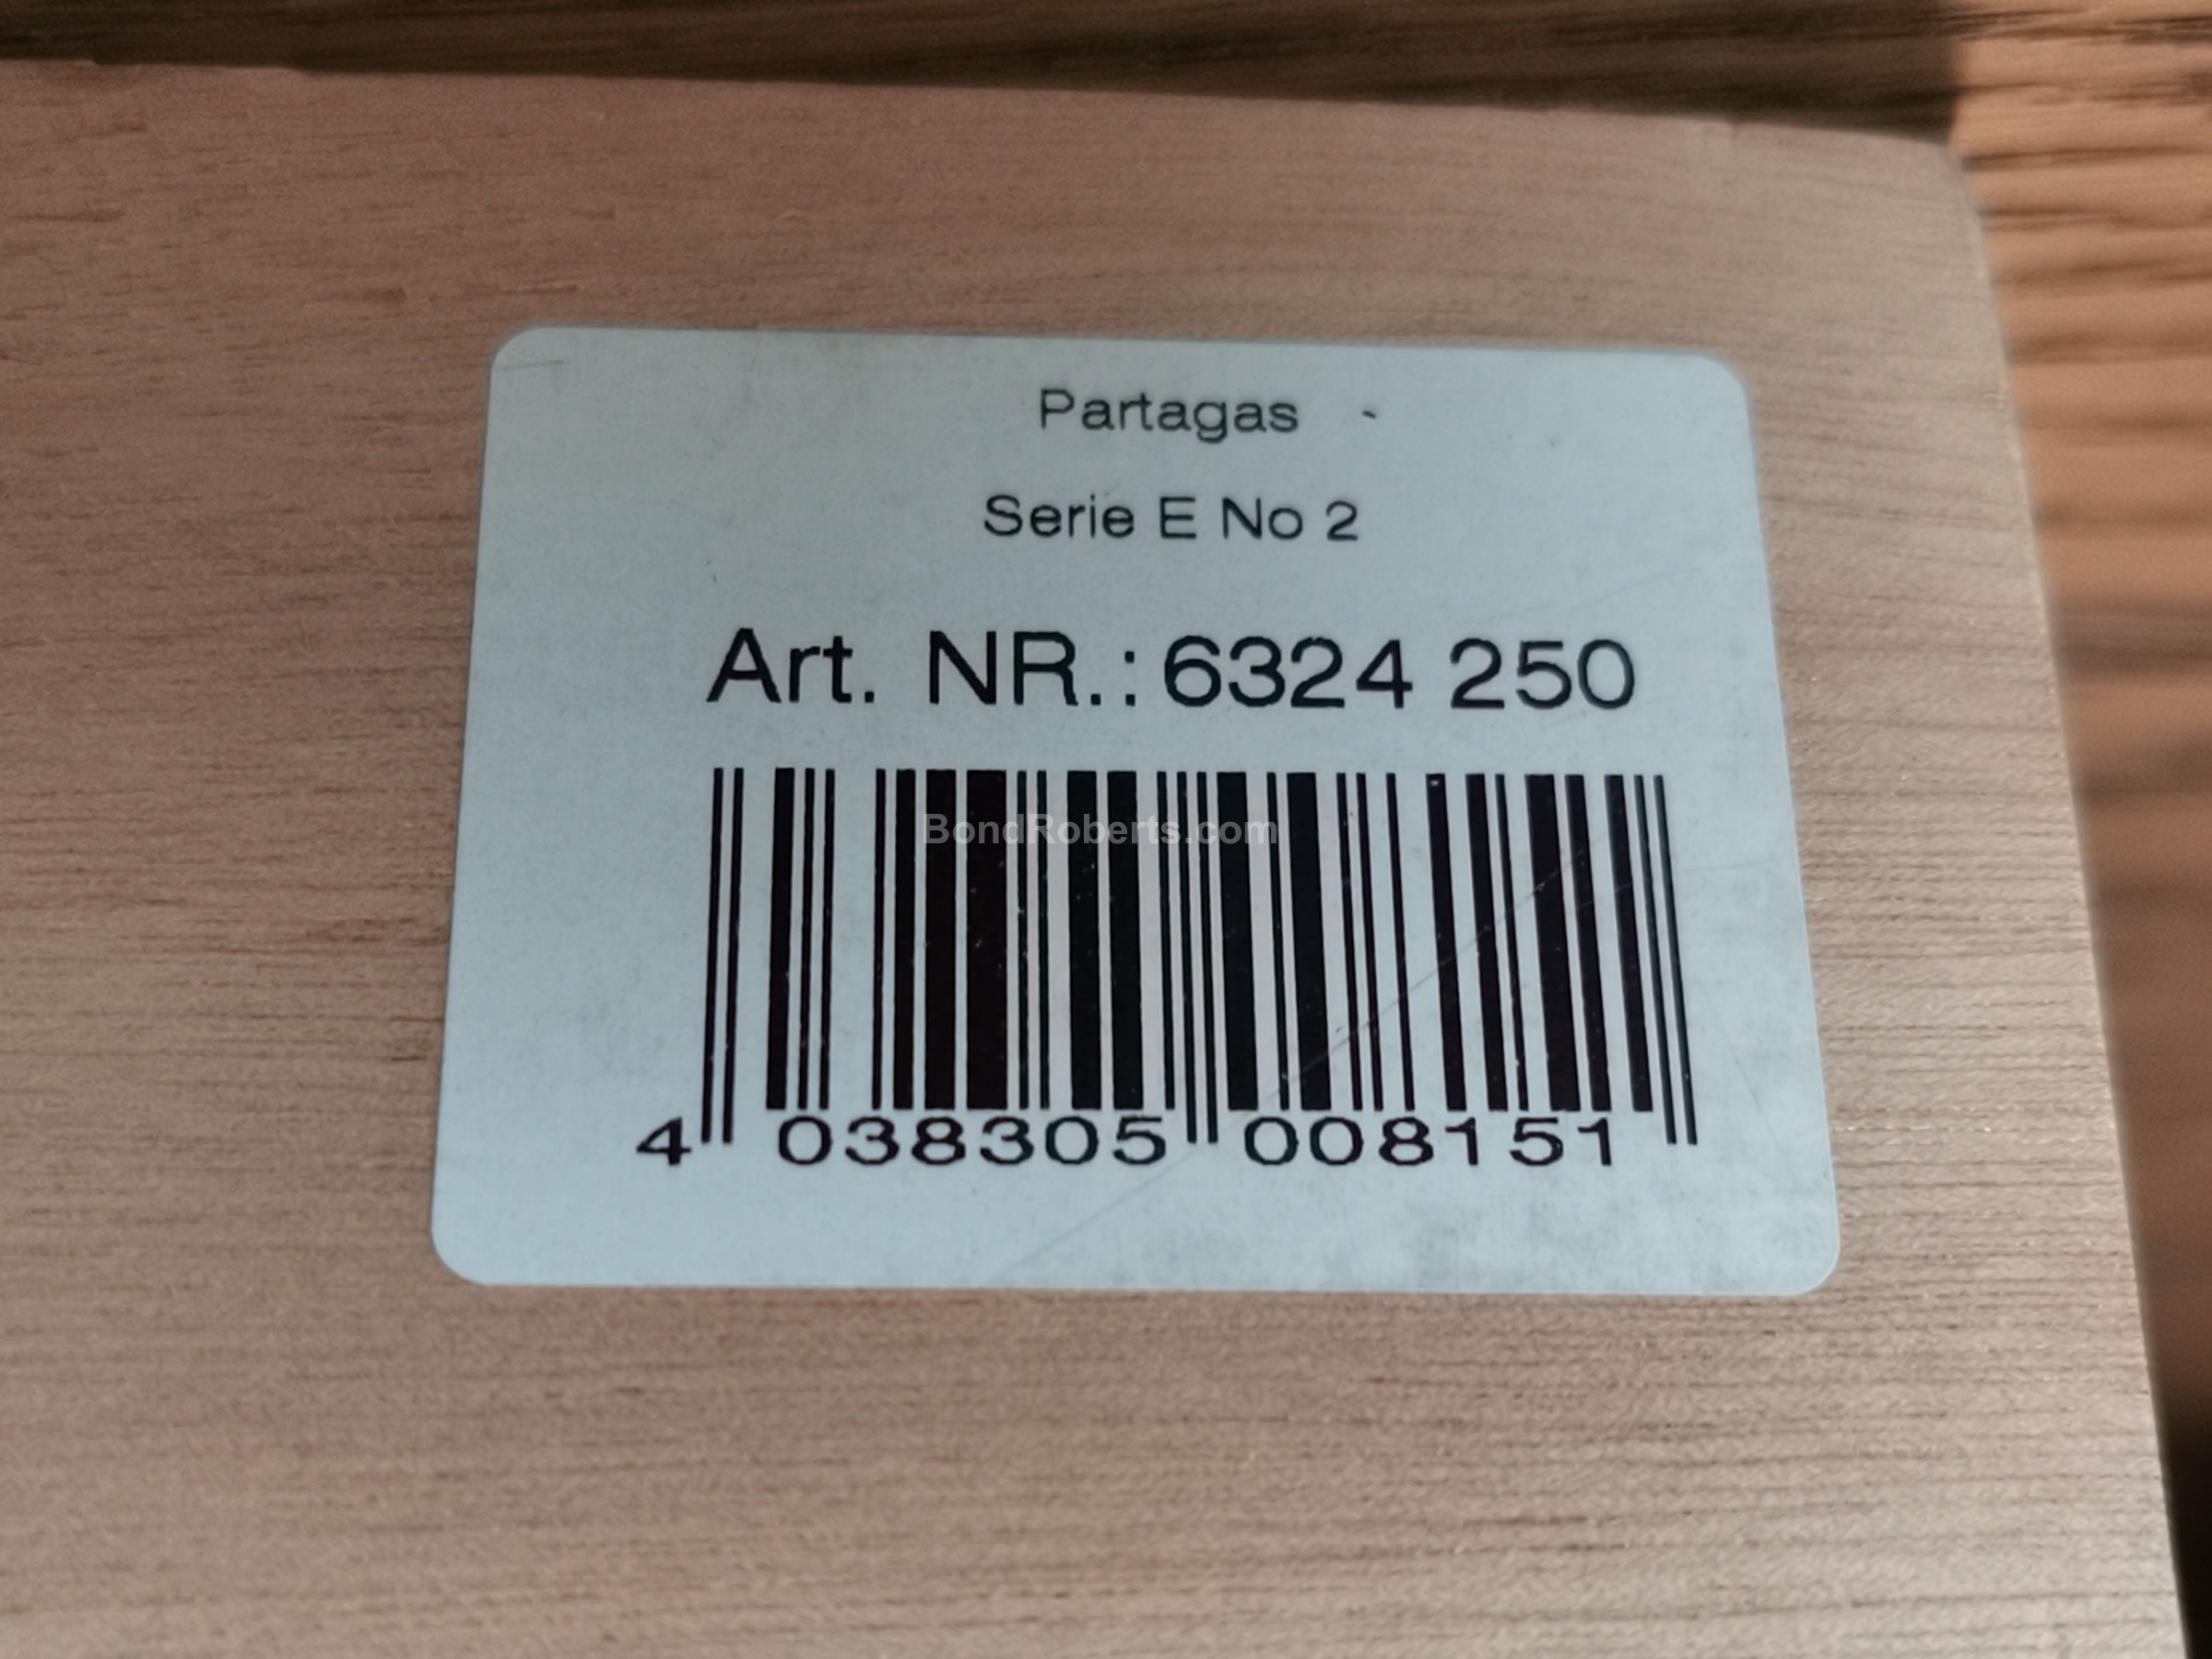 Partagas -
Serie E No 2
Art. NR.: 6324 250
BondRoberts.com
4 038305 008151